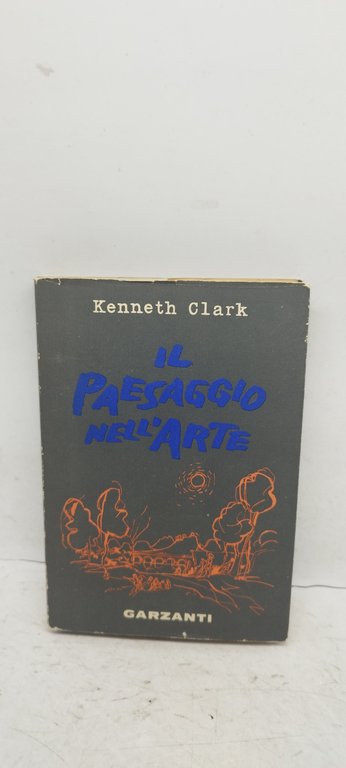 Kenneth Clark
IL
PAESAGGIO
NELL'ARTE
GARZANTI